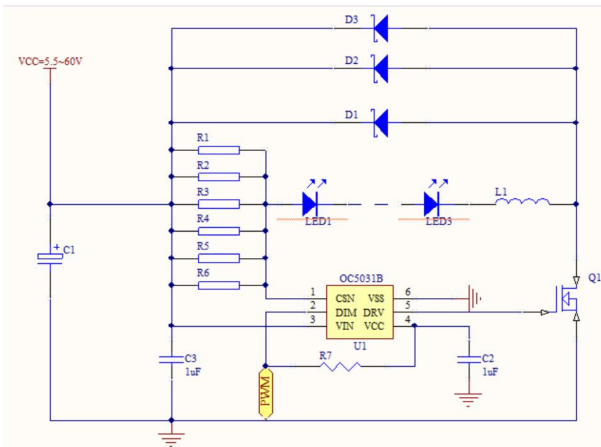 D3
VCC=5.5~60V
D2
D1
R1
R2
R3
L1
LED1
LED3
R4
R5
+
C1
R6
OC5031B
Q1
1 CSN VSS 6
2 DIM DRV 5
3 VIN VCC 4
U1
C3
1uF
R7
C2
1uF
PWM